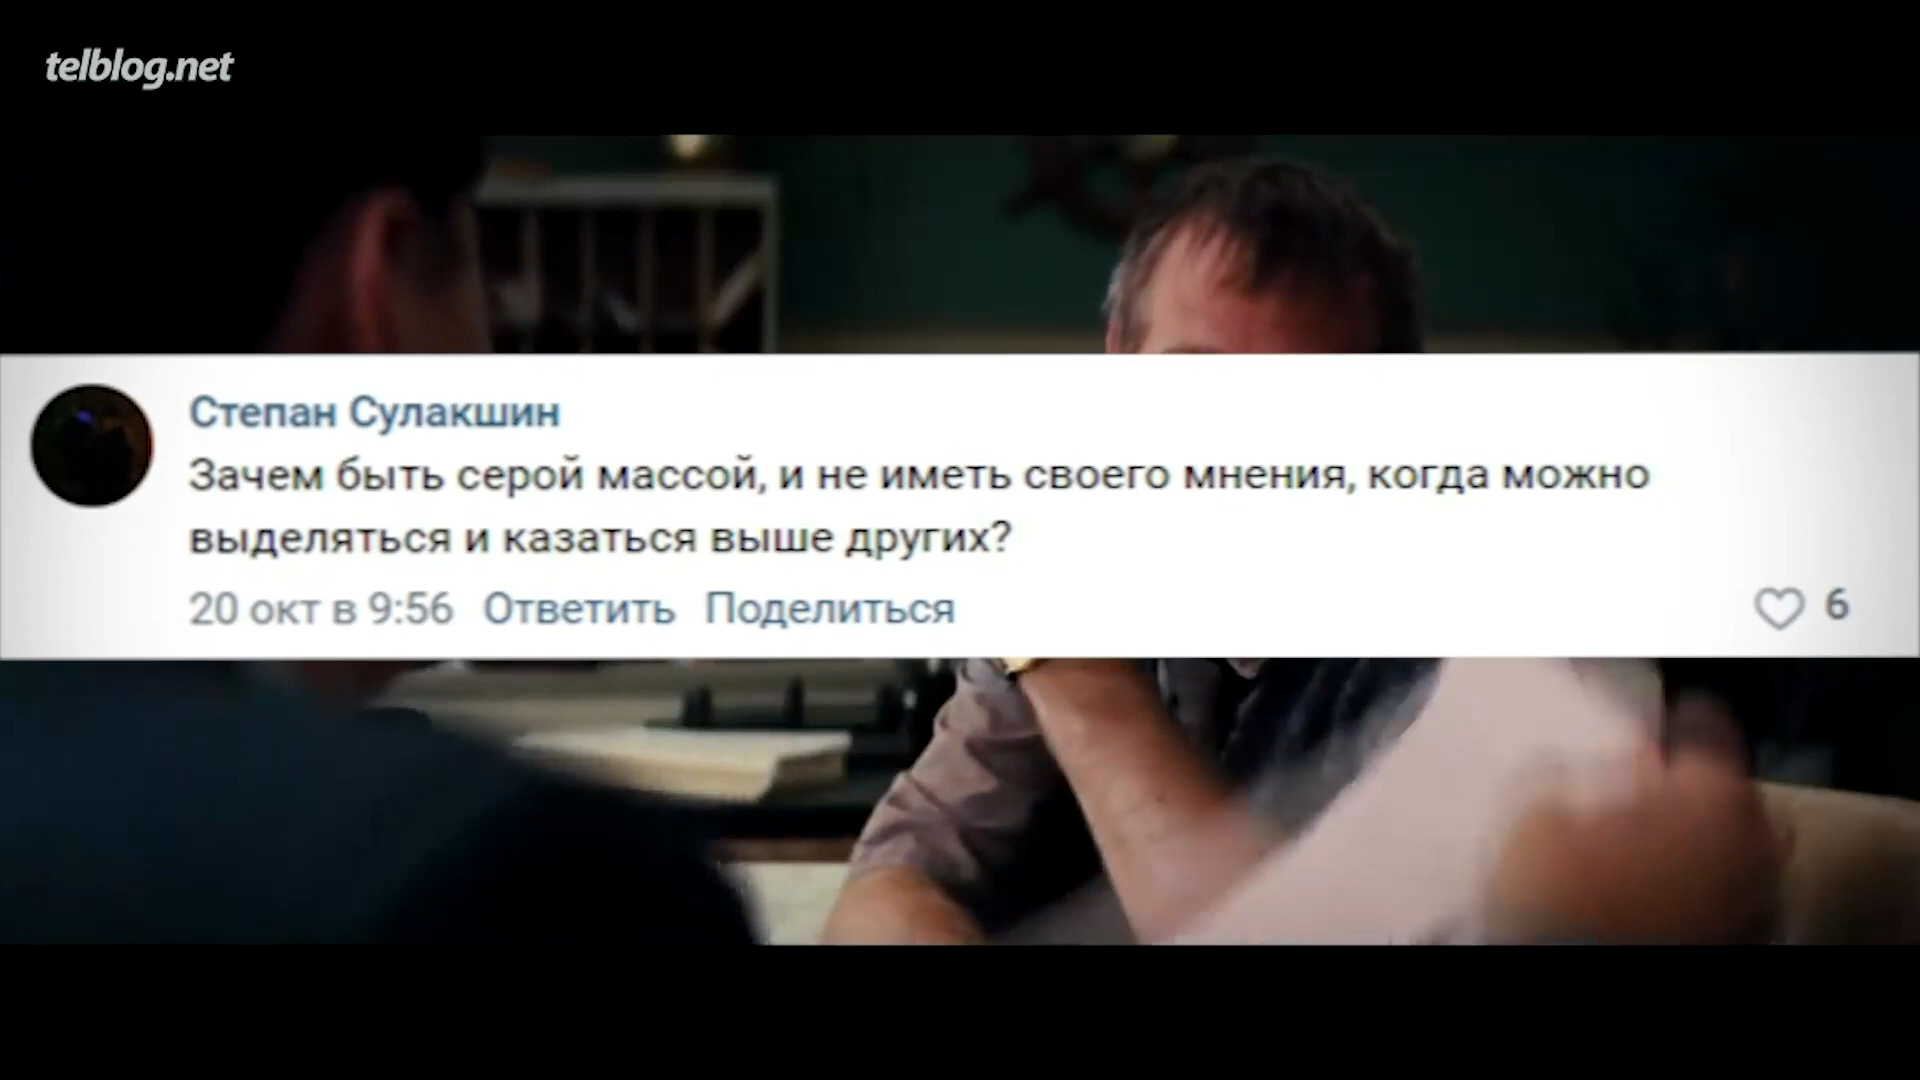 telblog.net
Степан Сулакшин
Зачем быть серой массой, и не иметь своего мнения, когда можно
выделяться и казаться выше других?
20 окт в 9:56 Ответить Поделиться
6